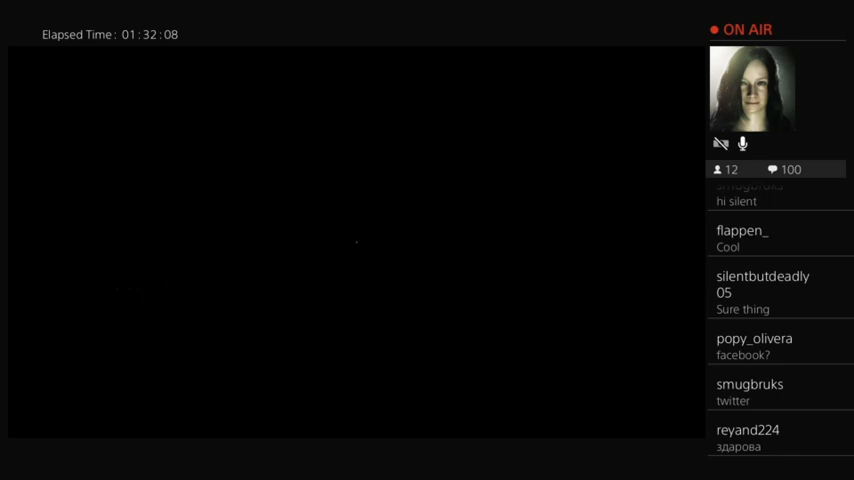 Elapsed Time: 01:32:08
ON AIR
12 100
smugbruks
hi silent
flappen_
Cool
silentbutdeadly
05
Sure thing
popy_olivera
facebook?
smugbruks
twitter
reyand224
здарова